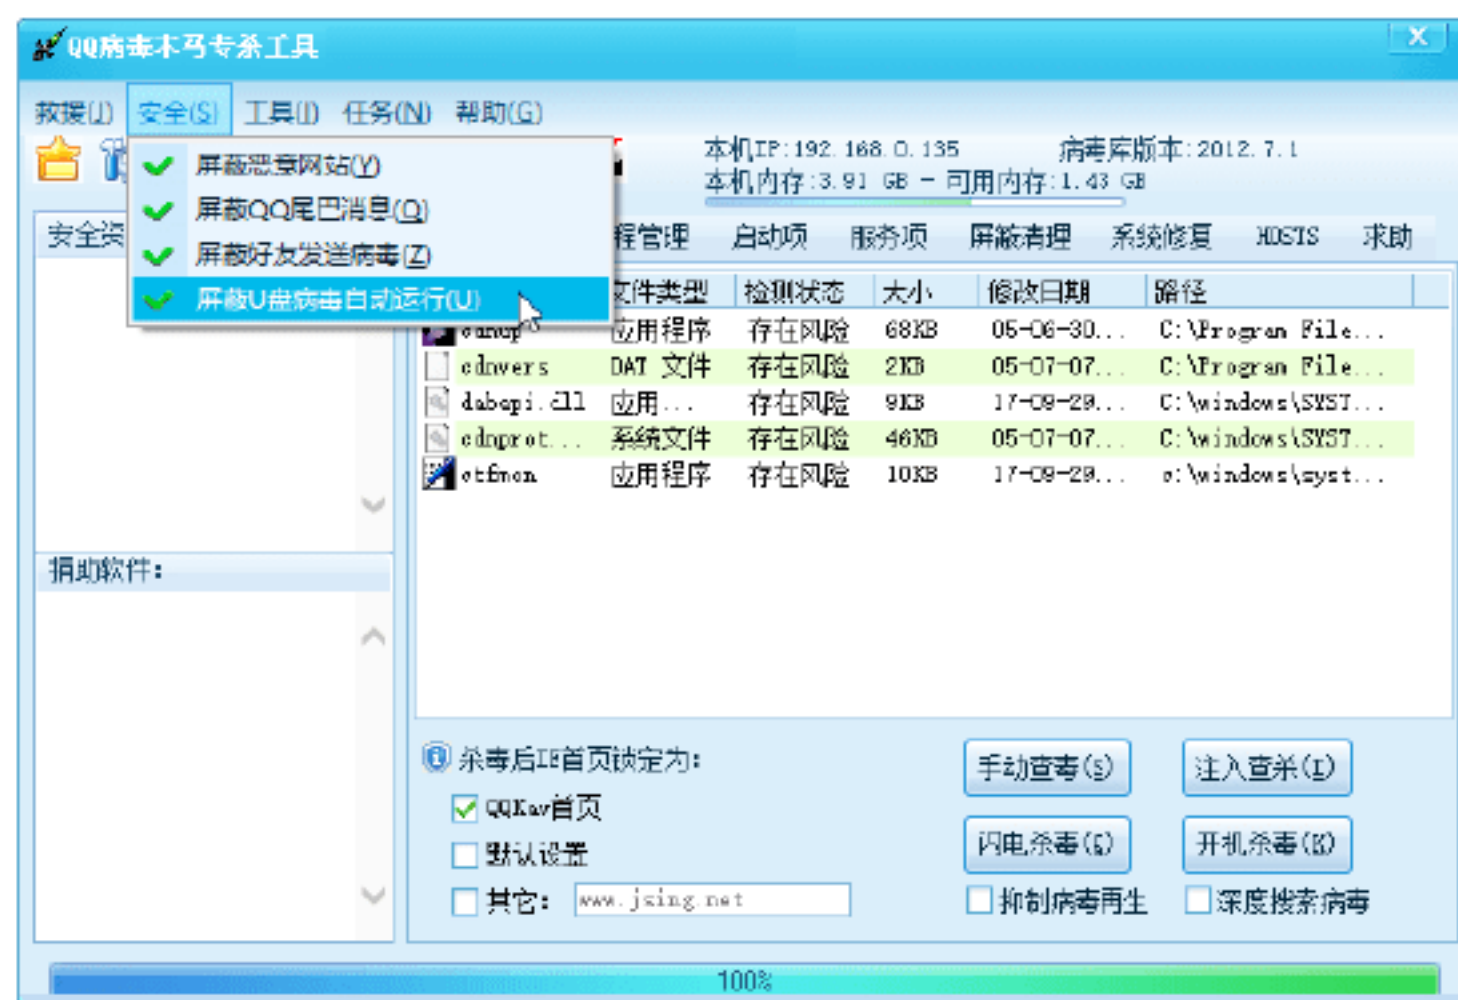 QQ病毒木马专杀工具
救援(J) 安全(S) 工具(I) 任务(N) 帮助(G)
屏蔽恶意网站(Y)
屏蔽QQ尾巴消息(Q)
屏蔽好友发送病毒(Z)
屏蔽U盘病毒自动运行(U)
本机IP:192.168.0.135 病毒库版本:2012.7.1
本机内存:3.91 GB - 可用内存:1.43 GB
安全资 程管理 启动项 服务项 屏蔽清理 系统修复 HOSTS 求助
文件类型 检测状态 大小 修改日期 路径
应用程序 存在风险 68KB 05-06-30... C:\Program File...
cdnvers DAT 文件 存在风险 2KB 05-07-07... C:\Program File...
dabapi.dll 应用... 存在风险 9KB 17-09-29... C:\windows\SYST...
cdnprot... 系统文件 存在风险 46KB 05-07-07... C:\windows\SYST...
ctfmon 应用程序 存在风险 10KB 17-09-29... c:\windows\syst...
捐助软件:
杀毒后IE首页锁定为:
QQKav首页
默认设置
其它: www.jsing.net
手动查毒(S) 注入查杀(I)
闪电杀毒(G) 开机杀毒(K)
抑制病毒再生 深度搜索病毒
100%